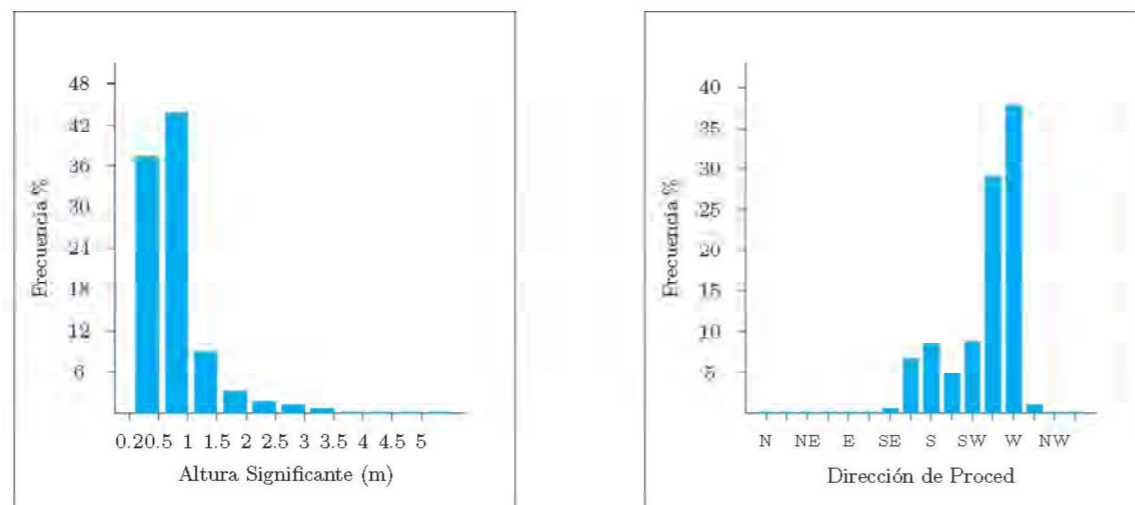 48
42
36
30
24
18
12
6
Frecuencia %
0.2 0.5 1 1.5 2 2.5 3 3.5 4 4.5 5
Altura Significante (m)
40
35
30
25
20
15
10
5
Frecuencia %
N NE E SE S SW W NW
Dirección de Proced